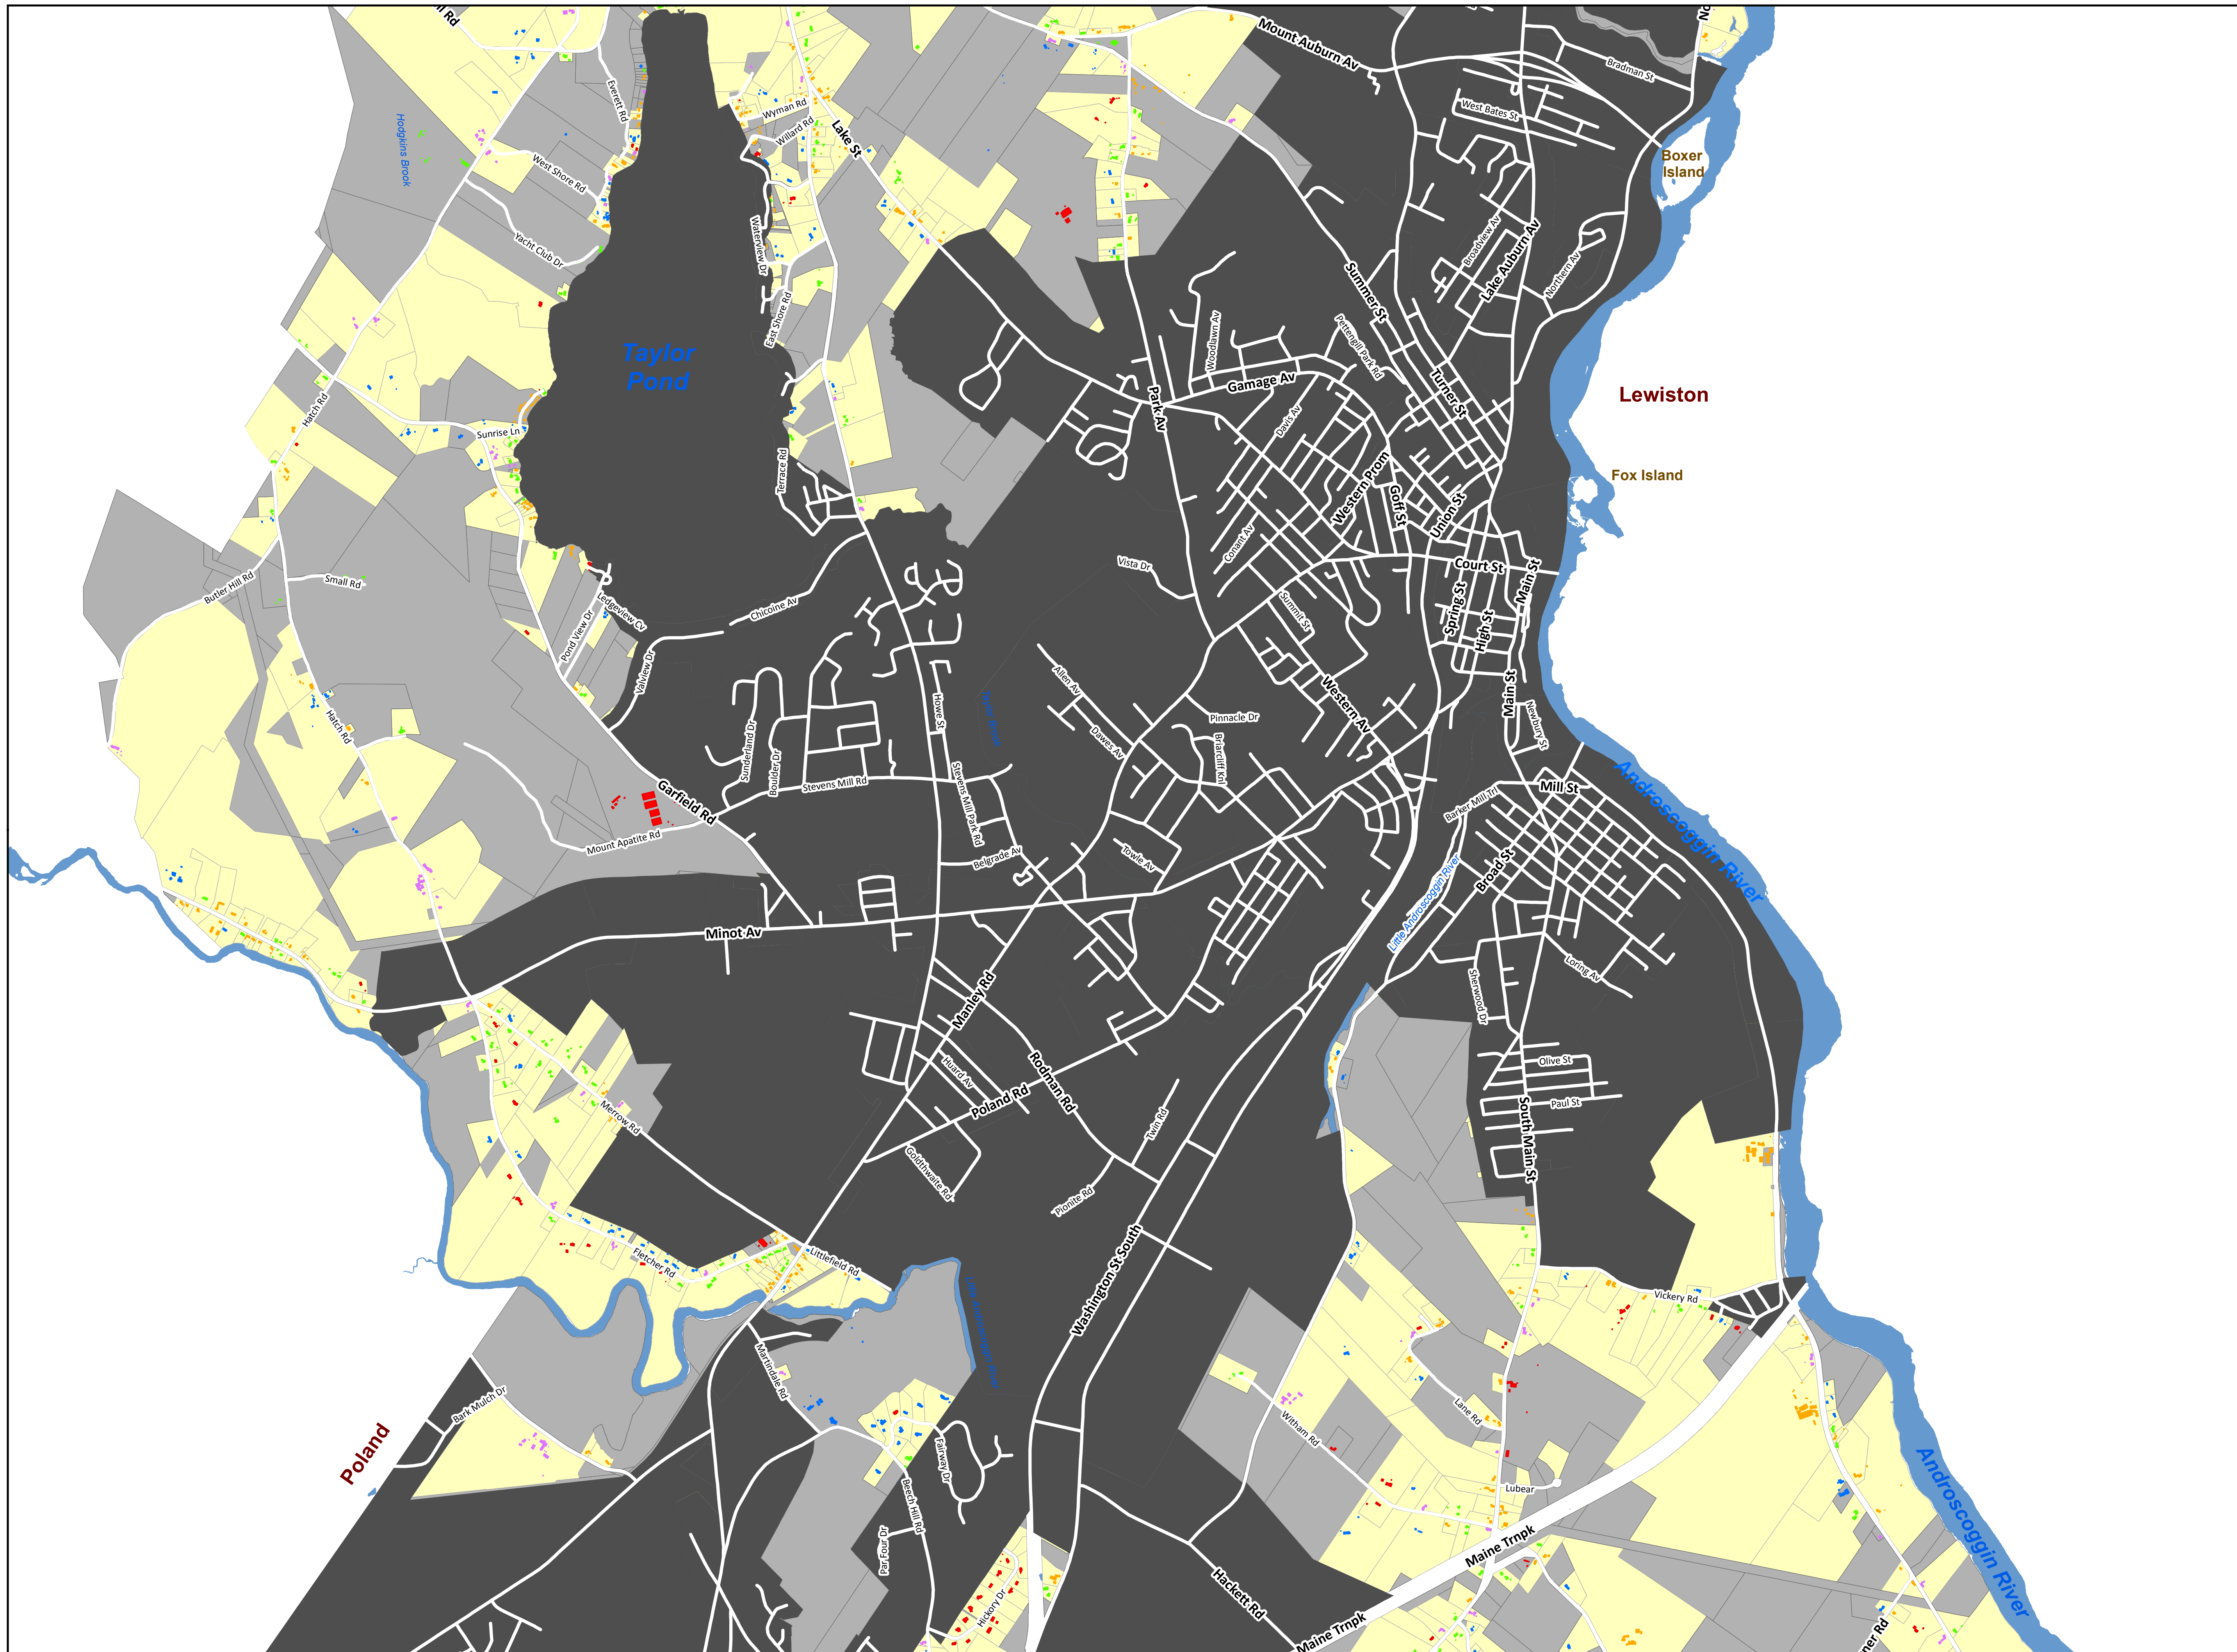 Mount Auburn Av
Bradman St
Everett Rd
Wyman Rd
West Bates St
Hodgkins Brook
Willard Rd
Lake St
Boxer
Island
West Shore Rd
Yacht Club Dr
Waterview Dr
Broadview Av
Lake Auburn Av
Northern Av
East Shore Rd
Summer St
Woodlawn Av
Pettengill Park Rd
Taylor
Pond
Gamage Av
Turner St
Lewiston
Hatch Rd
Park Av
Davis Av
Sunrise Ln
Terrace Rd
Western Prom
Goff St
Union St
Fox Island
Conant Av
Vista Dr
Court St
Main St
Butler Hill Rd
Small Rd
Ledgeview Cv
Chicoine Av
Summit St
Spring St
High St
Pond View Dr
Valview Dr
Allen Av
Western Av
Main St
Howe St
Taylor Brook
Hatch Rd
Pinnacle Dr
Newbury St
Sunderland Dr
Boulder Dr
Dawes Av
Briarcliff Knl
Stevens Mill Rd
Stevens Mill Park Rd
Garfield Rd
Mill St
Barker Mill Trl
Androscoggin River
Mount Apatite Rd
Belgrade Av
Towle Av
Broad St
Little Androscoggin River
Minot Av
Loring Av
Sherwood Dr
Manley Rd
Rodman Rd
Huard Av
Olive St
Poland Rd
Paul St
Merrow Rd
Twin Rd
South Main St
Goldthwaite Rd
Pionite Rd
Fletcher Rd
Littlefield Rd
Washington St South
Vickery Rd
Little Androscoggin River
Martindale Rd
Bark Mulch Dr
Poland
Lane Rd
Witham Rd
Fairway Dr
Beech Hill Rd
Lubear
Androscoggin River
Par Four Dr
Maine Trnpk
Hackett Rd
Hickory Dr
Maine Trnpk